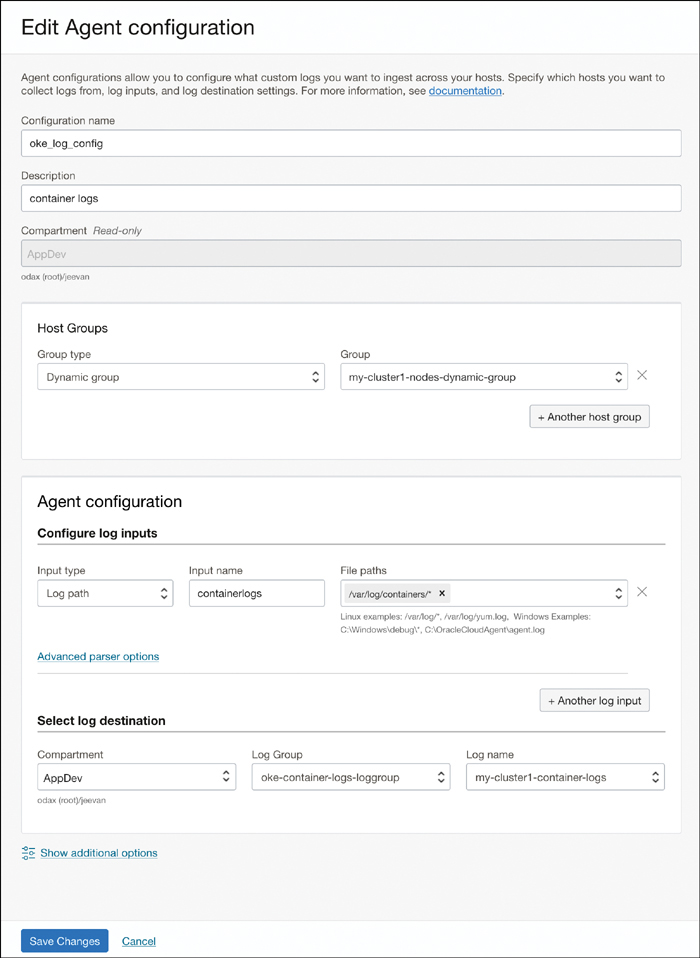 Edit Agent configuration
Agent configurations allow you to configure what custom logs you want to ingest across your hosts. Specify which hosts you want to
collect logs from, log inputs, and log destination settings. For more information, see documentation.
Configuration name
oke_log_config
Description
container logs
Compartment Read-only
AppDev
odax (root)/jeevan
Host Groups
Group type Group
Dynamic group my-cluster1-nodes-dynamic-group ×
+ Another host group
Agent configuration
Configure log inputs
Input type Input name File paths
Log path containerlogs /var/log/containers/* × ×
Linux examples: /var/log/*, /var/log/yum.log, Windows Examples:
C:\Windows\debug\*, C:\OracleCloudAgent\agent.log
Advanced parser options
+ Another log input
Select log destination
Compartment Log Group Log name
AppDev oke-container-logs-loggroup my-cluster1-container-logs
odax (root)/jeevan
Show additional options
Save Changes Cancel